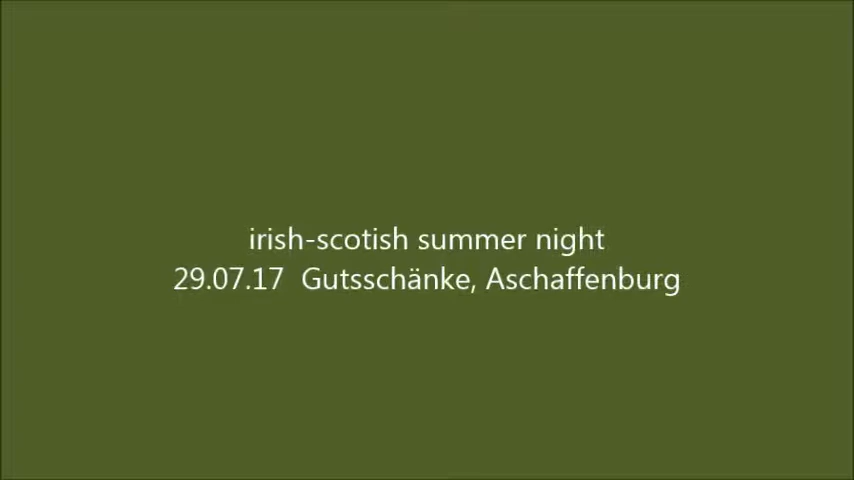 irish-scotish summer night
29.07.17  Gutsschänke, Aschaffenburg